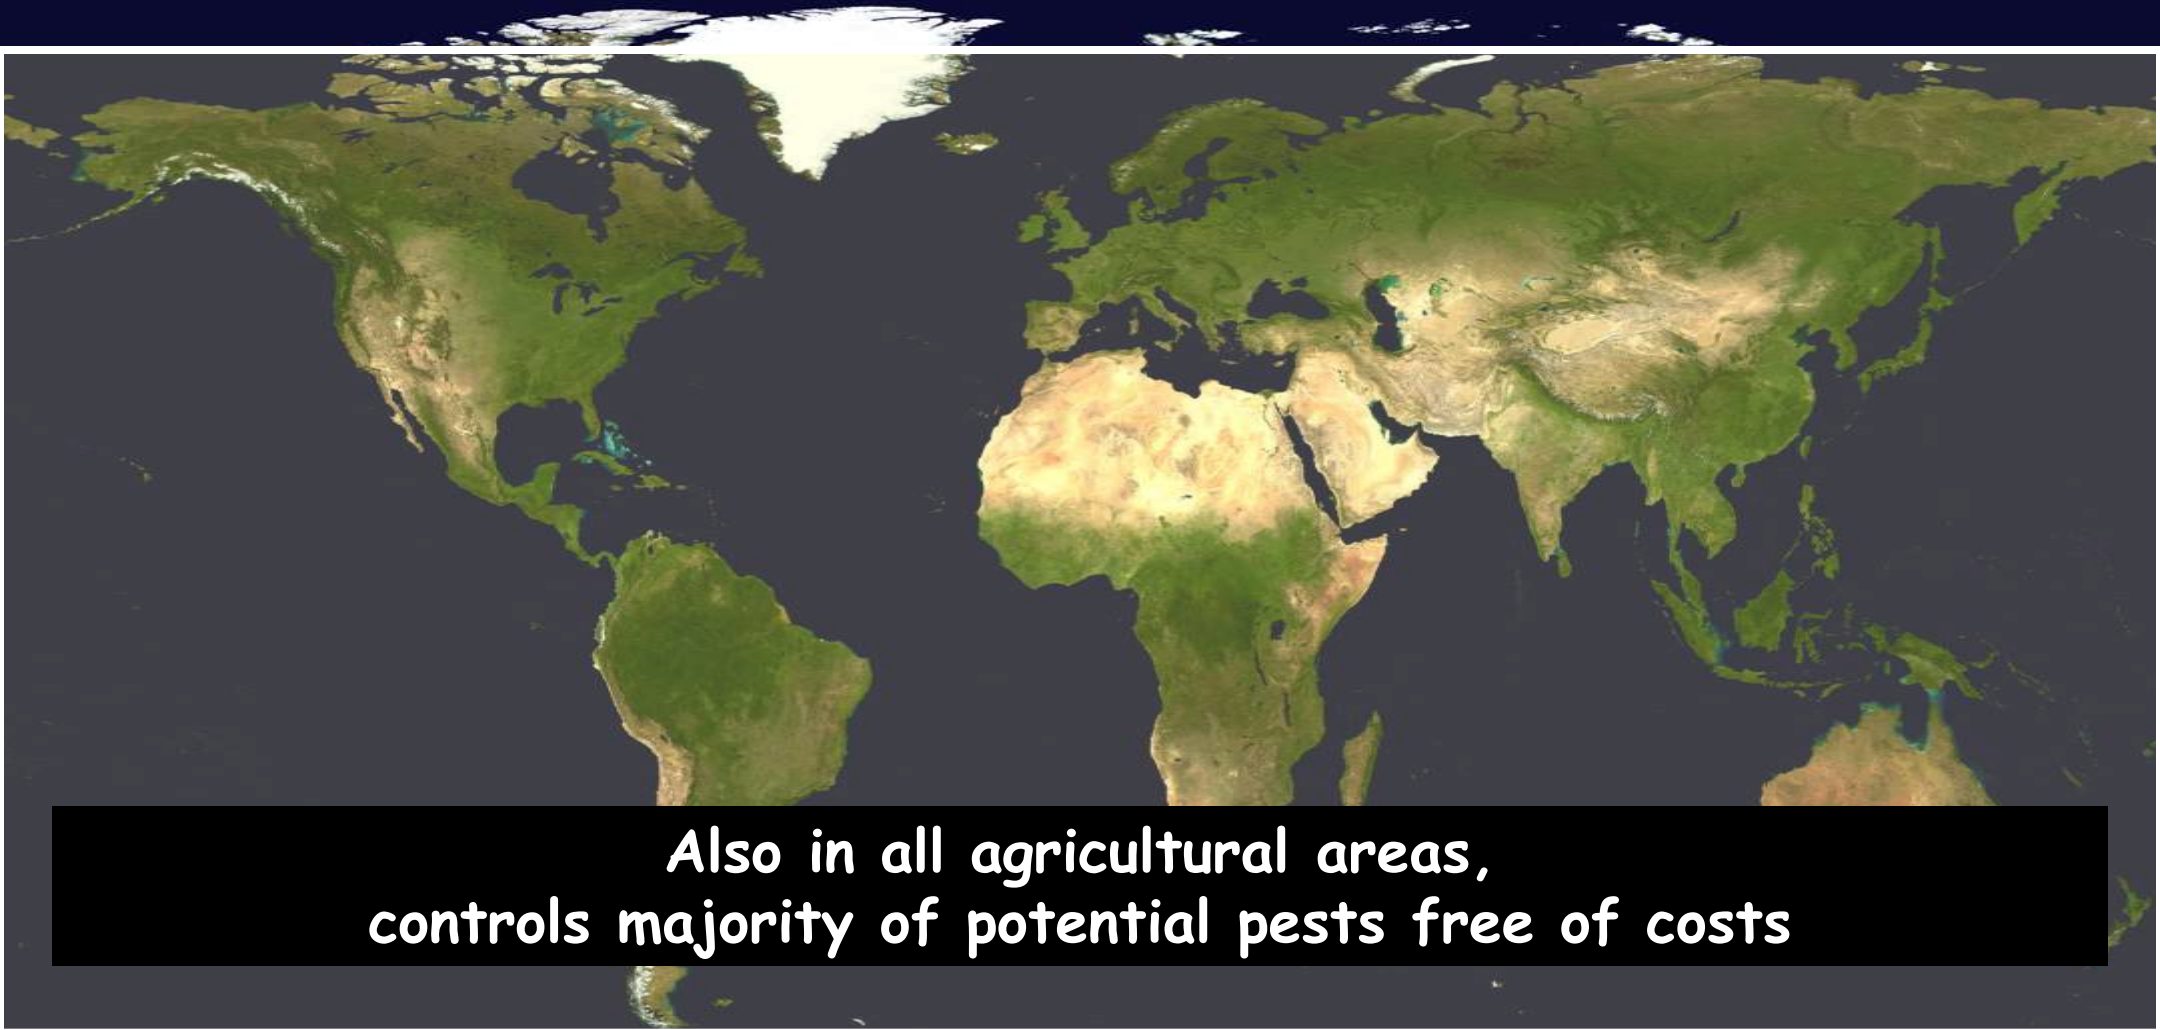 Also in all agricultural areas,
controls majority of potential pests free of costs